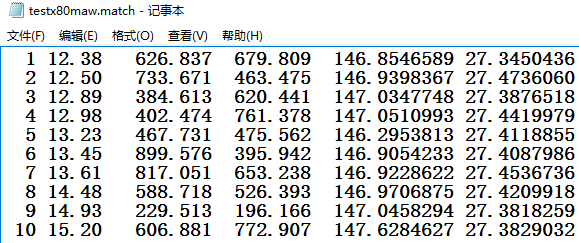 testx80maw.match - 记事本
文件(F) 编辑(E) 格式(O) 查看(V) 帮助(H)
1 12.38 626.837 679.809 146.8546589 27.3450436
2 12.50 733.671 463.475 146.9398367 27.4736060
3 12.89 384.613 620.441 147.0347748 27.3876518
4 12.98 402.474 761.378 147.0510993 27.4419979
5 13.23 467.731 475.562 146.2953813 27.4118855
6 13.45 899.576 395.942 146.9054233 27.4087986
7 13.61 817.051 653.238 146.9228622 27.4536736
8 14.48 588.718 526.393 146.9706875 27.4209918
9 14.93 229.513 196.166 147.0458294 27.3818259
10 15.20 606.881 772.907 147.6284627 27.3829032